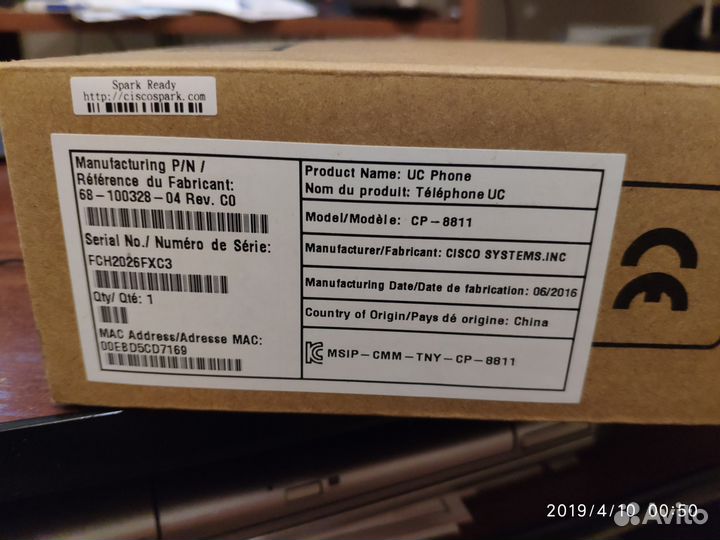 Spark Ready
http://ciscospark.com
Manufacturing P/N /
Référence du Fabricant:
68-100328-04 Rev. C0
Serial No./ Numéro de Série:
FCH2026FXC3
Qty/ Qté: 1
MAC Address/Adresse MAC:
00EBD5CD7169
Product Name: UC Phone
Nom du produit: Téléphone UC
Model/Modèle: CP-8811
Manufacturer/Fabricant: CISCO SYSTEMS.INC
Manufacturing Date/Date de fabrication: 06/2016
Country of Origin/Pays dé origine: China
MSIP-CMM-TNY-CP-8811
CE
2019/4/10 00:50
Avito